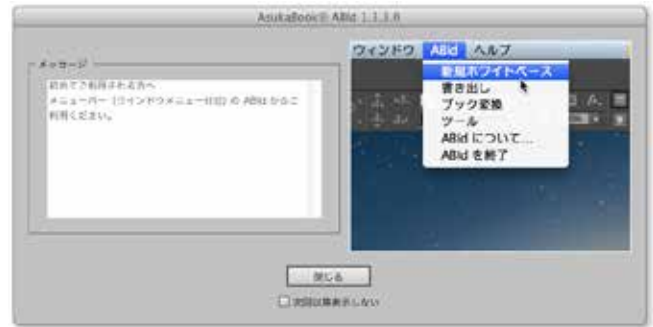 AsukaBook® ABid 1.1.1.0
メッセージ
初めてご利用される方へ
メニューバー (ウインドウメニュー付近) の ABid からご
利用ください。
ウィンドウ ABid ヘルプ
新規ホワイトベース
書き出し
ブック変換
ツール
ABid について...
ABid を終了
閉じる
次回以降表示しない